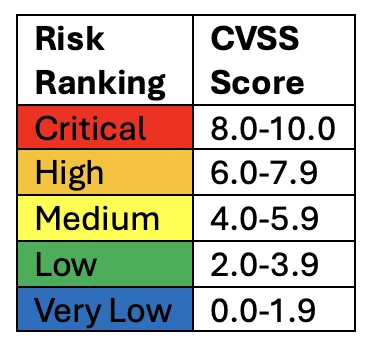 Risk Ranking CVSS Score
Critical 8.0-10.0
High 6.0-7.9
Medium 4.0-5.9
Low 2.0-3.9
Very Low 0.0-1.9